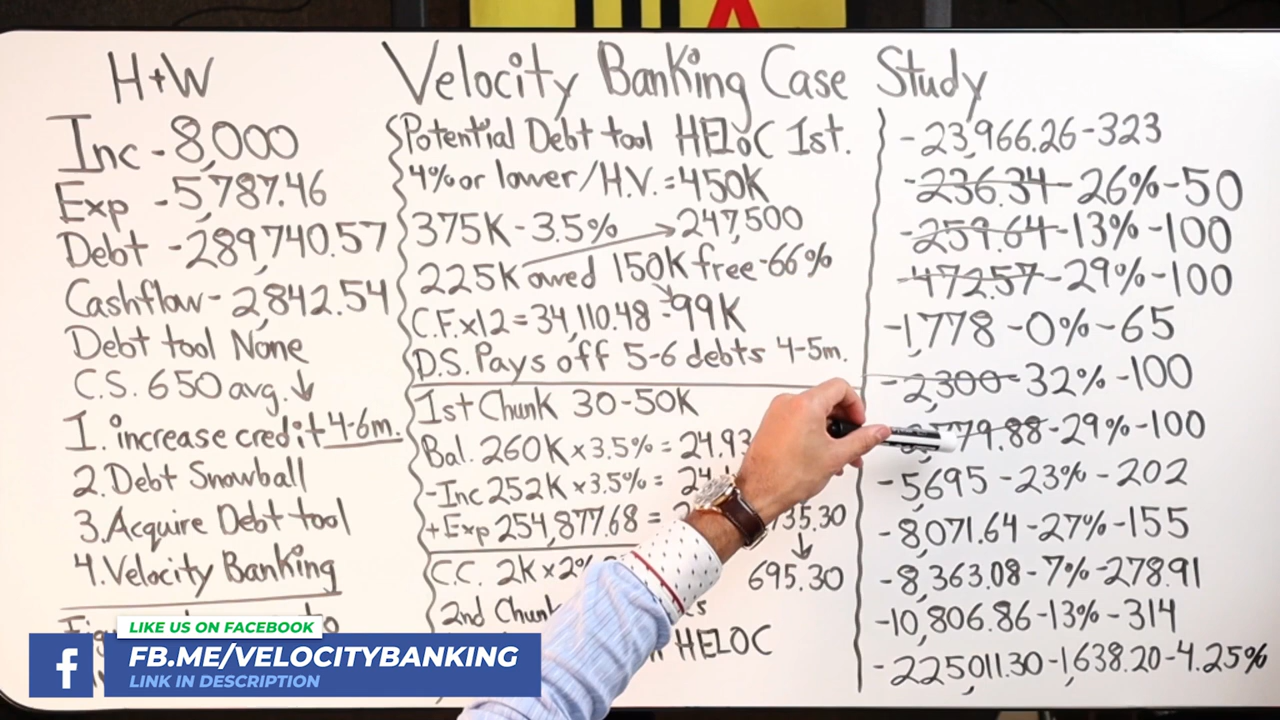 H+W
Velocity Banking Case Study
Inc - 8,000
Exp - 5,787.46
Debt - 289,740.57
Cashflow - 2,842.54
Debt tool None
C.S. 650 avg. ↓
1. increase credit 4-6m.
2. Debt Snowball
3. Acquire Debt tool
4. Velocity Banking
Potential Debt tool HELOC 1st.
4% or lower/H.V. = 450K
375K - 3.5% → 247,500
225K owed 150K free - 66%
C.F. x 12 = 34,110.48 - 99K
D.S. Pays off 5-6 debts 4-5m.
1st Chunk 30-50K
Bal. 260K x 3.5% = 24.93
- Inc 252K x 3.5% =
+ Exp 254,877.68 =
735.30
↓
695.30
C.C. 2K x 2%
2nd Chunk
HELOC
- 23,966.26 - 323
- 236.34 - 26% - 50
- 259.64 - 13% - 100
- 472.57 - 29% - 100
- 1,778 - 0% - 65
- 2,300 - 32% - 100
779.88 - 29% - 100
- 5695 - 23% - 202
- 8,071.64 - 27% - 155
- 8,363.08 - 7% - 278.91
- 10,806.86 - 13% - 314
- 225,011.30 - 1,638.20 - 4.25%
LIKE US ON FACEBOOK
f
FB.ME/VELOCITYBANKING
LINK IN DESCRIPTION